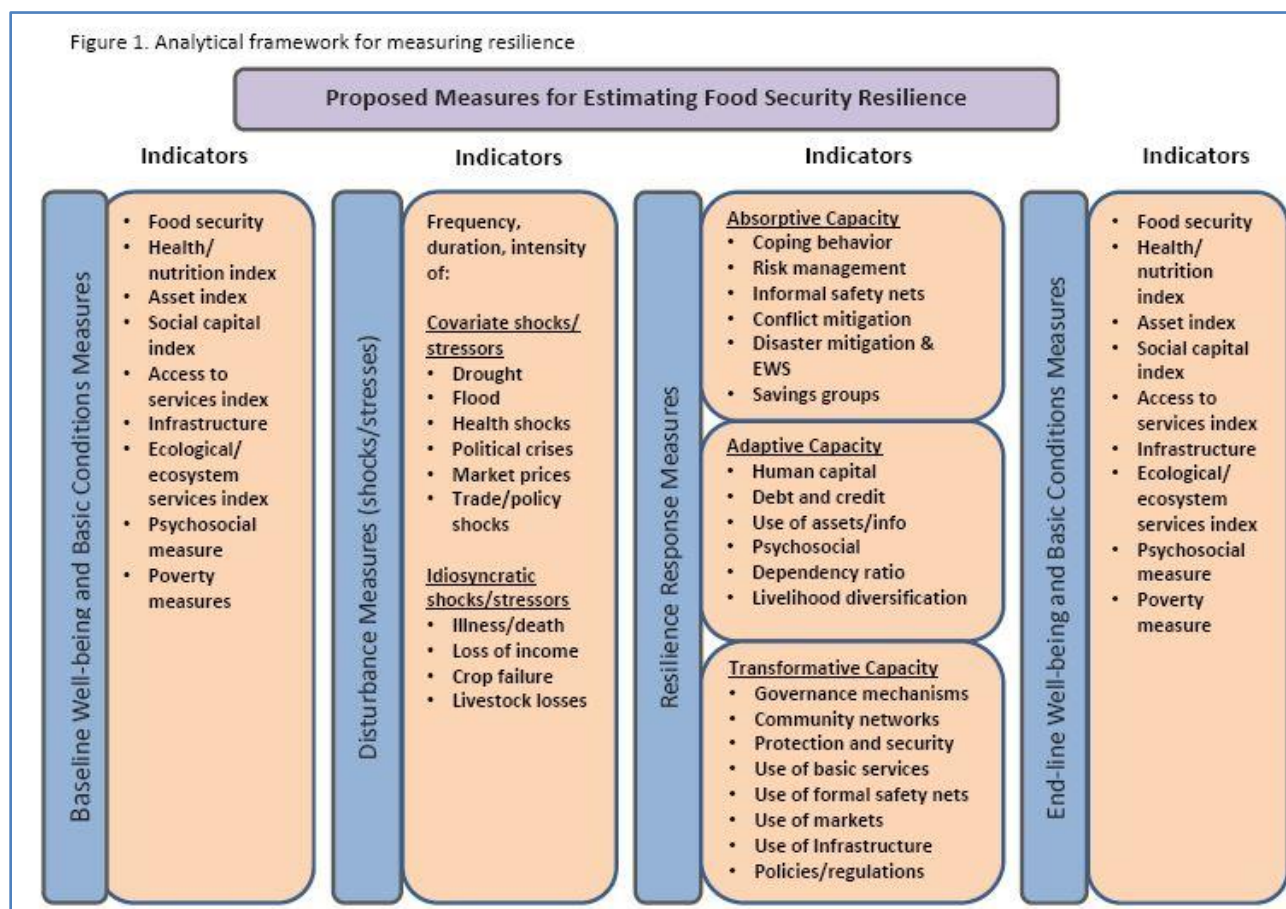 Figure 1. Analytical framework for measuring resilience
Proposed Measures for Estimating Food Security Resilience
Indicators
Baseline Well-being and Basic Conditions Measures
• Food security
• Health/
nutrition index
• Asset index
• Social capital
index
• Access to
services index
• Infrastructure
• Ecological/
ecosystem
services index
• Psychosocial
measure
• Poverty
measures
Indicators
Disturbance Measures (shocks/stresses)
Frequency,
duration, intensity
of:
Covariate shocks/
stressors
• Drought
• Flood
• Health shocks
• Political crises
• Market prices
• Trade/policy
shocks
Idiosyncratic
shocks/stressors
• Illness/death
• Loss of income
• Crop failure
• Livestock losses
Indicators
Resilience Response Measures
Absorptive Capacity
• Coping behavior
• Risk management
• Informal safety nets
• Conflict mitigation
• Disaster mitigation &
EWS
• Savings groups
Adaptive Capacity
• Human capital
• Debt and credit
• Use of assets/info
• Psychosocial
• Dependency ratio
• Livelihood diversification
Transformative Capacity
• Governance mechanisms
• Community networks
• Protection and security
• Use of basic services
• Use of formal safety nets
• Use of markets
• Use of Infrastructure
• Policies/regulations
Indicators
End-line Well-being and Basic Conditions Measures
• Food security
• Health/
nutrition
index
• Asset index
• Social capital
index
• Access to
services index
• Infrastructure
• Ecological/
ecosystem
services index
• Psychosocial
measure
• Poverty
measure